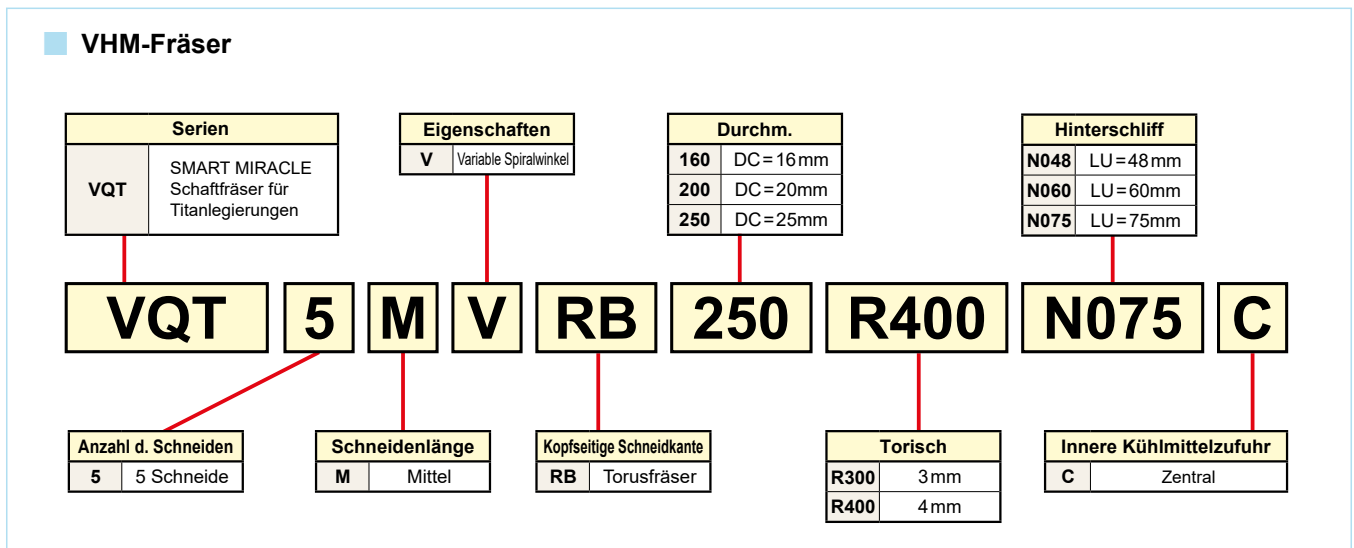 VHM-Fräser
Serien
VQT
SMART MIRACLE
Schaftfräser für
Titanlegierungen
Eigenschaften
V Variable Spiralwinkel
Durchm.
160 DC=16mm
200 DC=20mm
250 DC=25mm
Hinterschliff
N048 LU=48mm
N060 LU=60mm
N075 LU=75mm
VQT 5 M V RB 250 R400 N075 C
Anzahl d. Schneiden
5 5 Schneide
Schneidenlänge
M Mittel
Kopfseitige Schneidkante
RB Torusfräser
Torisch
R300 3mm
R400 4mm
Innere Kühlmittelzufuhr
C Zentral